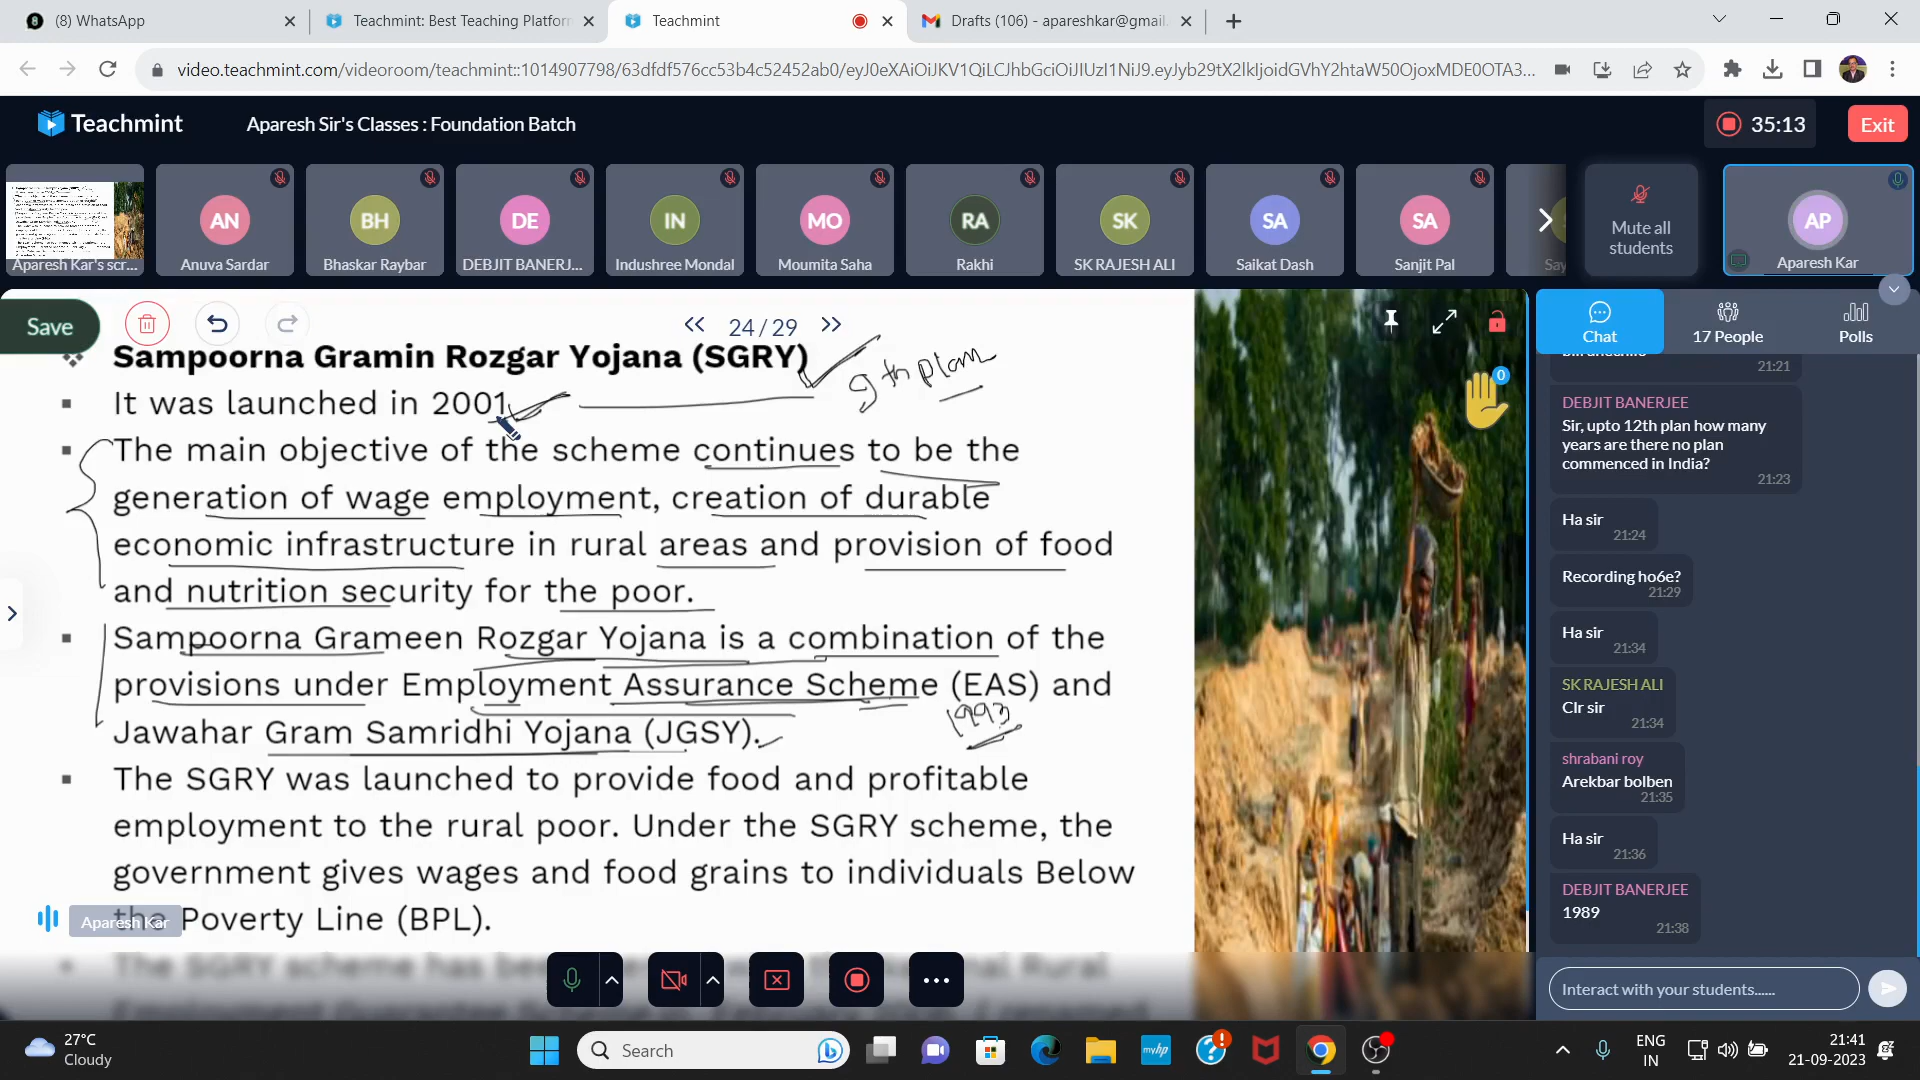 (8) WhatsApp
Teachmint: Best Teaching Platform
Teachmint
Drafts (106) - apareshkar@gmail.
video.teachmint.com/videoroom/teachmint::1014907798/63dfdf576cc53b4c52452ab0/eyJ0eXAiOiJKV1QiLCJhbGciOiJIUzI1NiJ9.eyJyb29tX2lkIjoidGVhY2htaW50OjoxMDE0OTA3...
Teachmint
Aparesh Sir's Classes : Foundation Batch
35:13
Exit
AN
BH
DE
IN
MO
RA
SK
SA
SA
AP
Mute all
students
Aparesh Kar's scr...
Anuva Sardar
Bhaskar Raybar
DEBJIT BANERJ...
Indushree Mondal
Moumita Saha
Rakhi
SK RAJESH ALI
Saikat Dash
Sanjit Pal
Say
Aparesh Kar
Save
24 / 29
Sampoorna Gramin Rozgar Yojana (SGRY)
9th plan
It was launched in 2001
The main objective of the scheme continues to be the
generation of wage employment, creation of durable
economic infrastructure in rural areas and provision of food
and nutrition security for the poor.
Sampoorna Grameen Rozgar Yojana is a combination of the
provisions under Employment Assurance Scheme (EAS) and
1993
Jawahar Gram Samridhi Yojana (JGSY).
The SGRY was launched to provide food and profitable
employment to the rural poor. Under the SGRY scheme, the
government gives wages and food grains to individuals Below
the Poverty Line (BPL).
Aparesh Kar
0
Chat
17 People
Polls
21:21
DEBJIT BANERJEE
Sir, upto 12th plan how many
years are there no plan
commenced in India?
21:23
Ha sir
21:24
Recording ho6e?
21:29
Ha sir
21:34
SK RAJESH ALI
Clr sir
21:34
shrabani roy
Arekbar bolben
21:35
Ha sir
21:36
DEBJIT BANERJEE
1989
21:38
Interact with your students......
27°C
Cloudy
Search
myhp
ENG
IN
21:41
21-09-2023